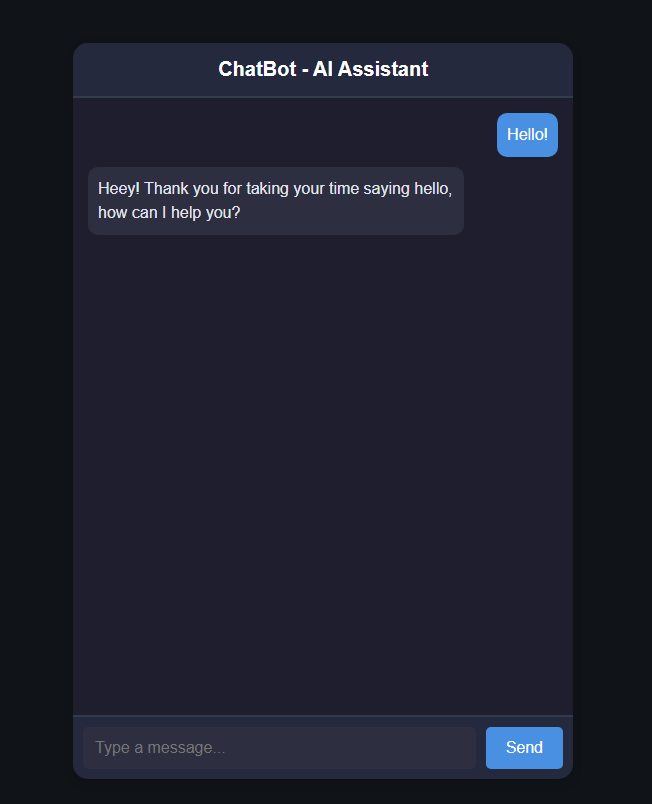 ChatBot - AI Assistant
Hello!
Heey! Thank you for taking your time saying hello,
how can I help you?
Type a message...
Send